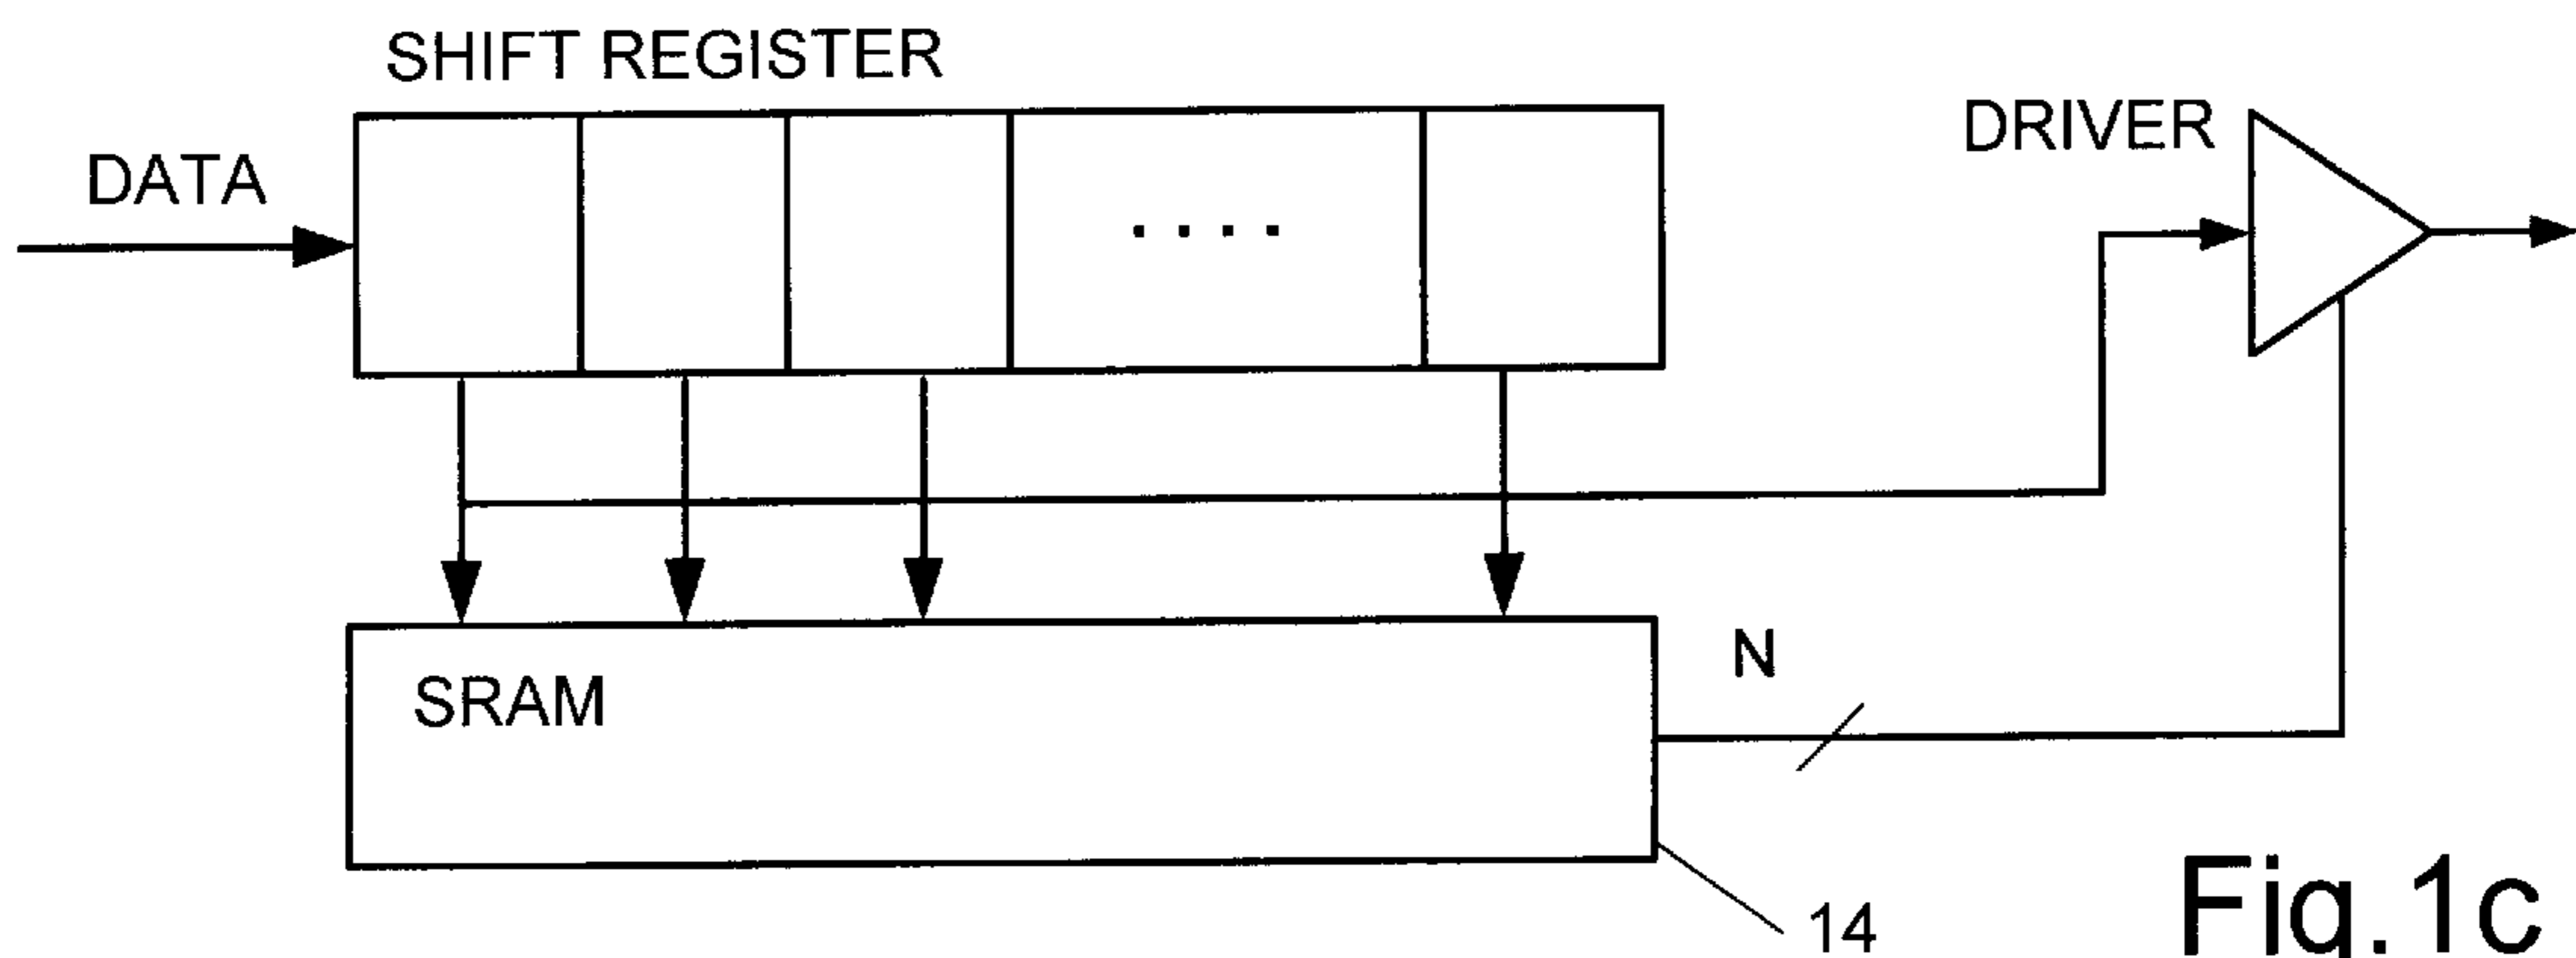 SHIFT REGISTER
DRIVER
DATA
. . . .
N
SRAM
14
Fig.1c